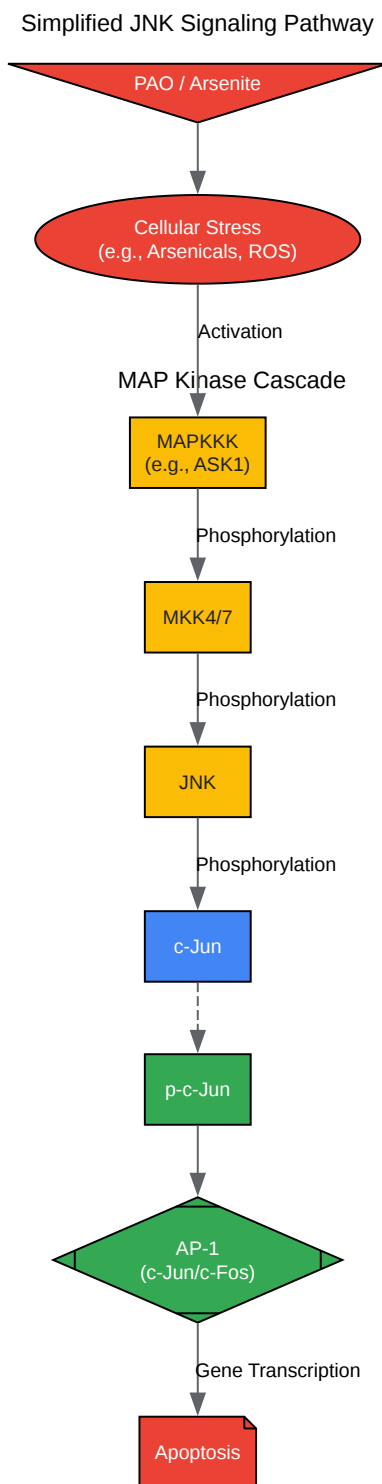 Simplified JNK Signaling Pathway
PAO / Arsenite
Cellular Stress
(e.g., Arsenicals, ROS)
Activation
MAP Kinase Cascade
MAPKKK
(e.g., ASK1)
Phosphorylation
MKK4/7
Phosphorylation
JNK
Phosphorylation
c-Jun
p-c-Jun
AP-1
(c-Jun/c-Fos)
Gene Transcription
Apoptosis